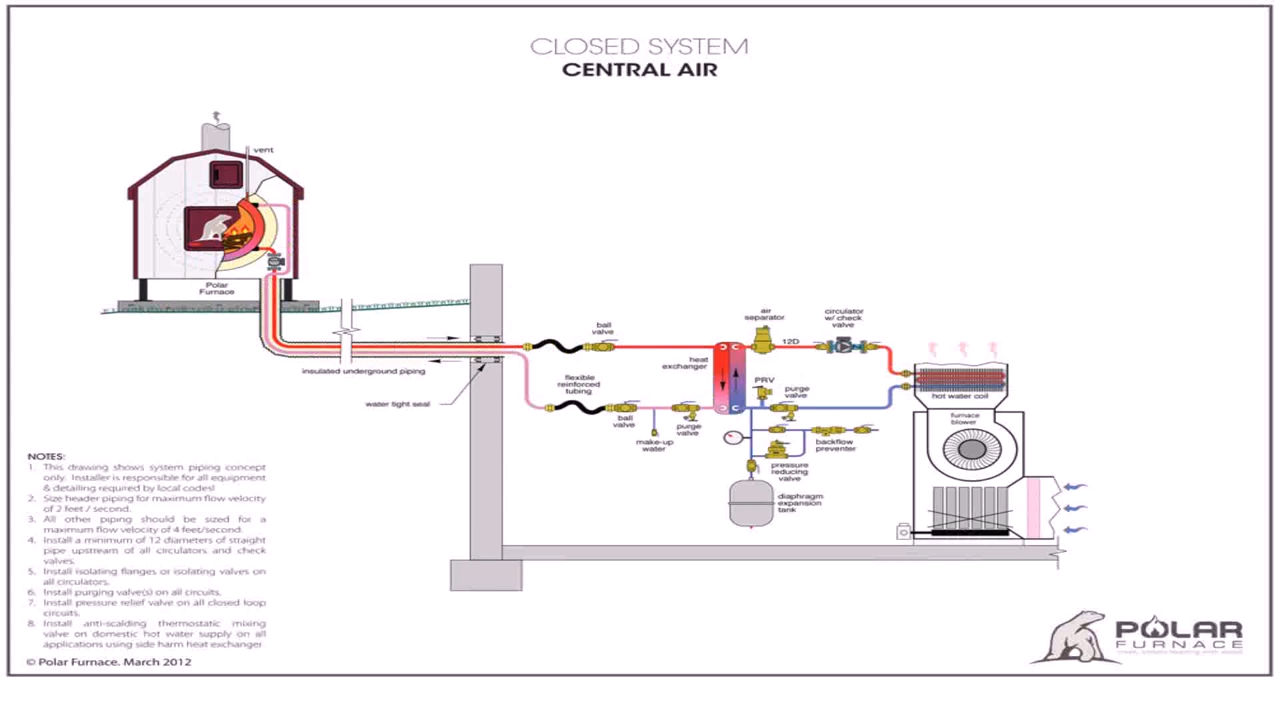 CLOSED SYSTEM
CENTRAL AIR
vent
Polar
Furnace
insulated underground piping
water tight seal
ball
valve
flexible
reinforced
tubing
ball
valve
make-up
water
purge
valve
heat
exchanger
air
separator
12D
circulator
w/ check
valve
PRV
purge
valve
backflow
preventer
pressure
reducing
valve
diaphragm
expansion
tank
hot water coil
furnace
blower
NOTES:
1. This drawing shows system piping concept
only. Installer is responsible for all equipment
& detailing required by local codes!
2. Size header piping for maximum flow velocity
of 2 feet / second.
3. All other piping should be sized for a
maximum flow velocity of 4 feet/second.
4. Install a minimum of 12 diameters of straight
pipe upstream of all circulators and check
valves.
5. Install isolating flanges or isolating valves on
all circulators.
6. Install purging valve(s) on all circuits.
7. Install pressure relief valve on all closed loop
circuits.
8. Install anti-scalding thermostatic mixing
valve on domestic hot water supply on all
applications using side harm heat exchanger
© Polar Furnace. March 2012
POLAR
FURNACE